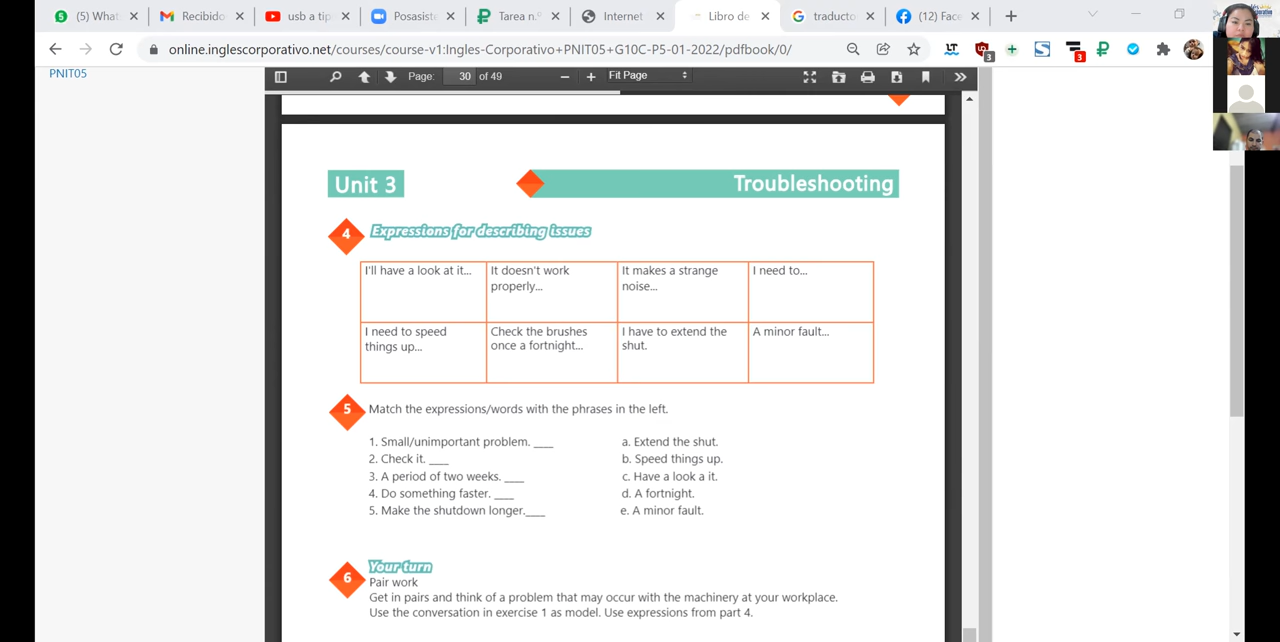 (5) What
Recibido
usb a tip
Posasiste
Tarea n.º
Internet
Libro de
traducto
(12) Face
online.inglescorporativo.net/courses/course-v1:Ingles-Corporativo+PNIT05+G10C-P5-01-2022/pdfbook/0/
PNIT05
Page: 30 of 49
Fit Page
Unit 3
Troubleshooting
4 Expressions for describing issues
I'll have a look at it...
It doesn't work
properly...
It makes a strange
noise...
I need to...
I need to speed
things up...
Check the brushes
once a fortnight...
I have to extend the
shut.
A minor fault...
5 Match the expressions/words with the phrases in the left.
1. Small/unimportant problem. ____ a. Extend the shut.
2. Check it. ____ b. Speed things up.
3. A period of two weeks. ____ c. Have a look a it.
4. Do something faster. ____ d. A fortnight.
5. Make the shutdown longer.____ e. A minor fault.
6 Your turn
Pair work
Get in pairs and think of a problem that may occur with the machinery at your workplace.
Use the conversation in exercise 1 as model. Use expressions from part 4.